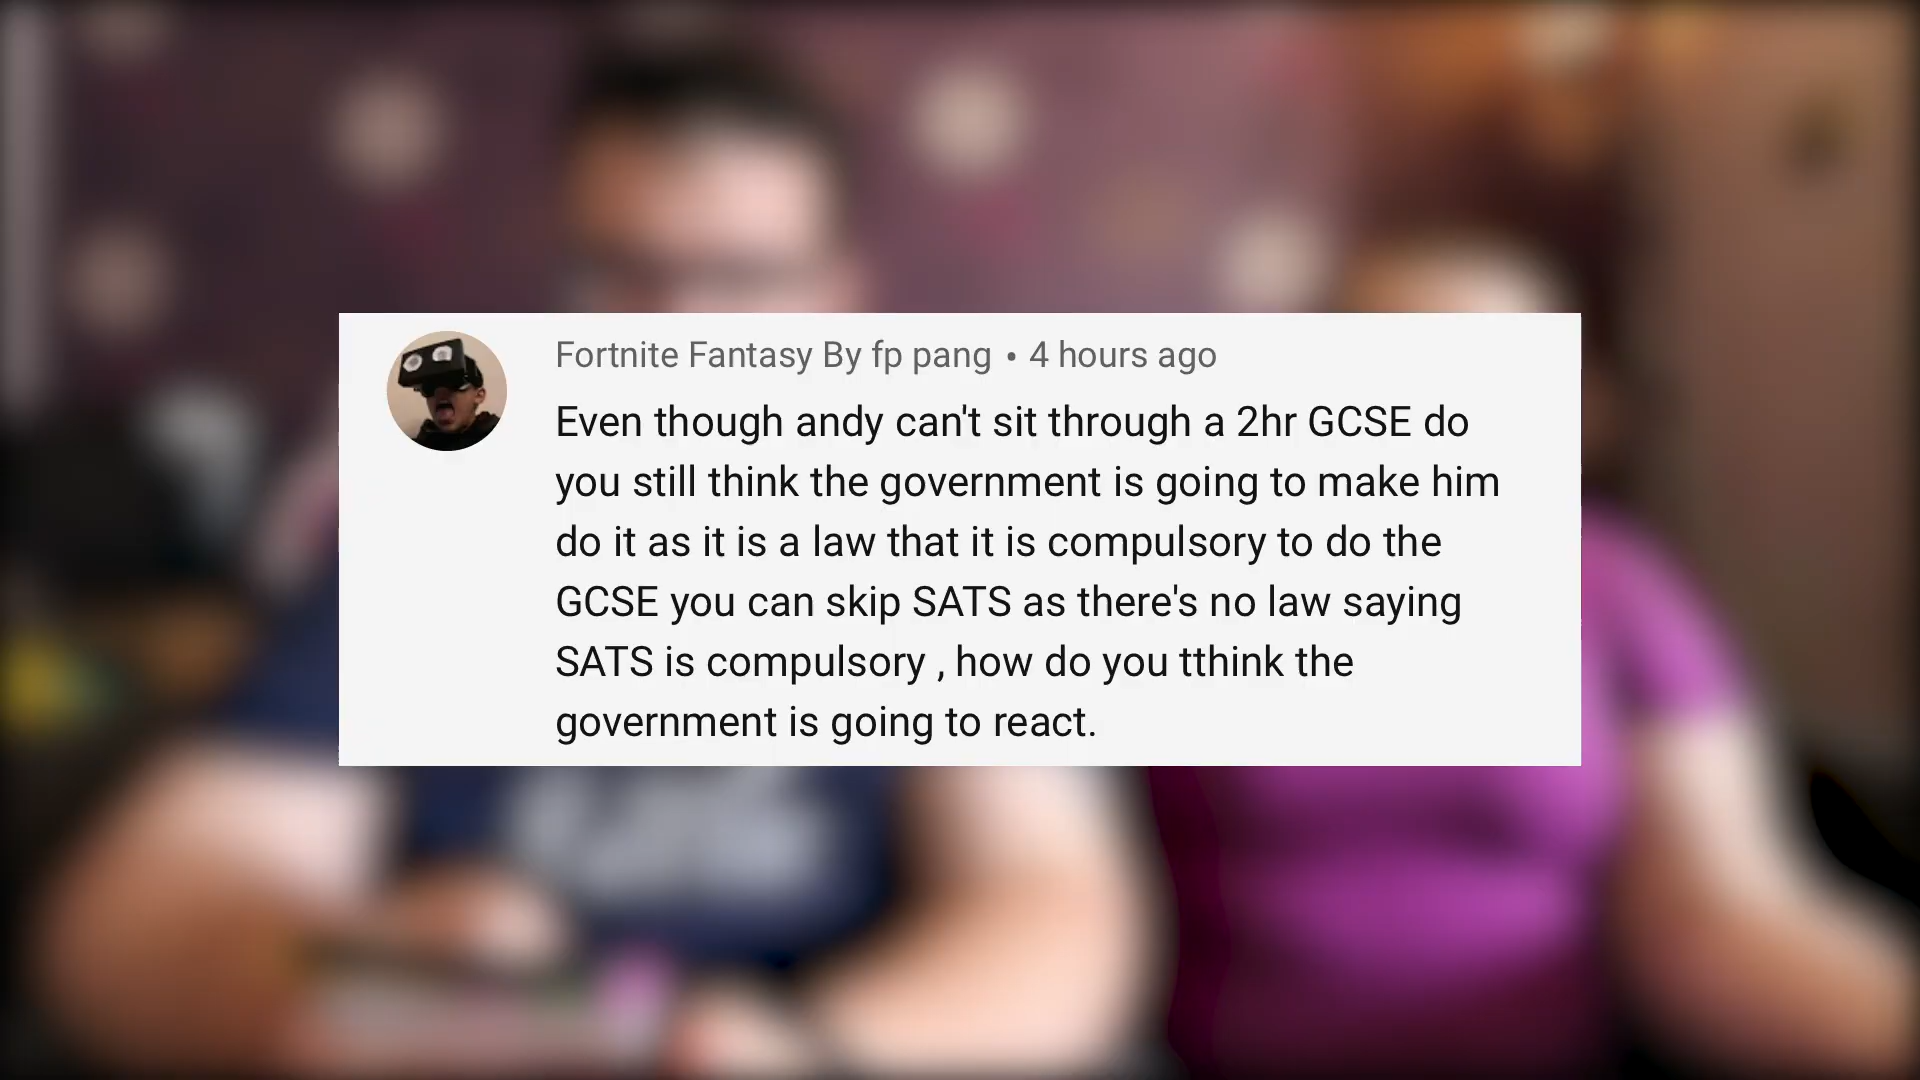 Fortnite Fantasy By fp pang • 4 hours ago
Even though andy can't sit through a 2hr GCSE do
you still think the government is going to make him
do it as it is a law that it is compulsory to do the
GCSE you can skip SATS as there's no law saying
SATS is compulsory , how do you tthink the
government is going to react.